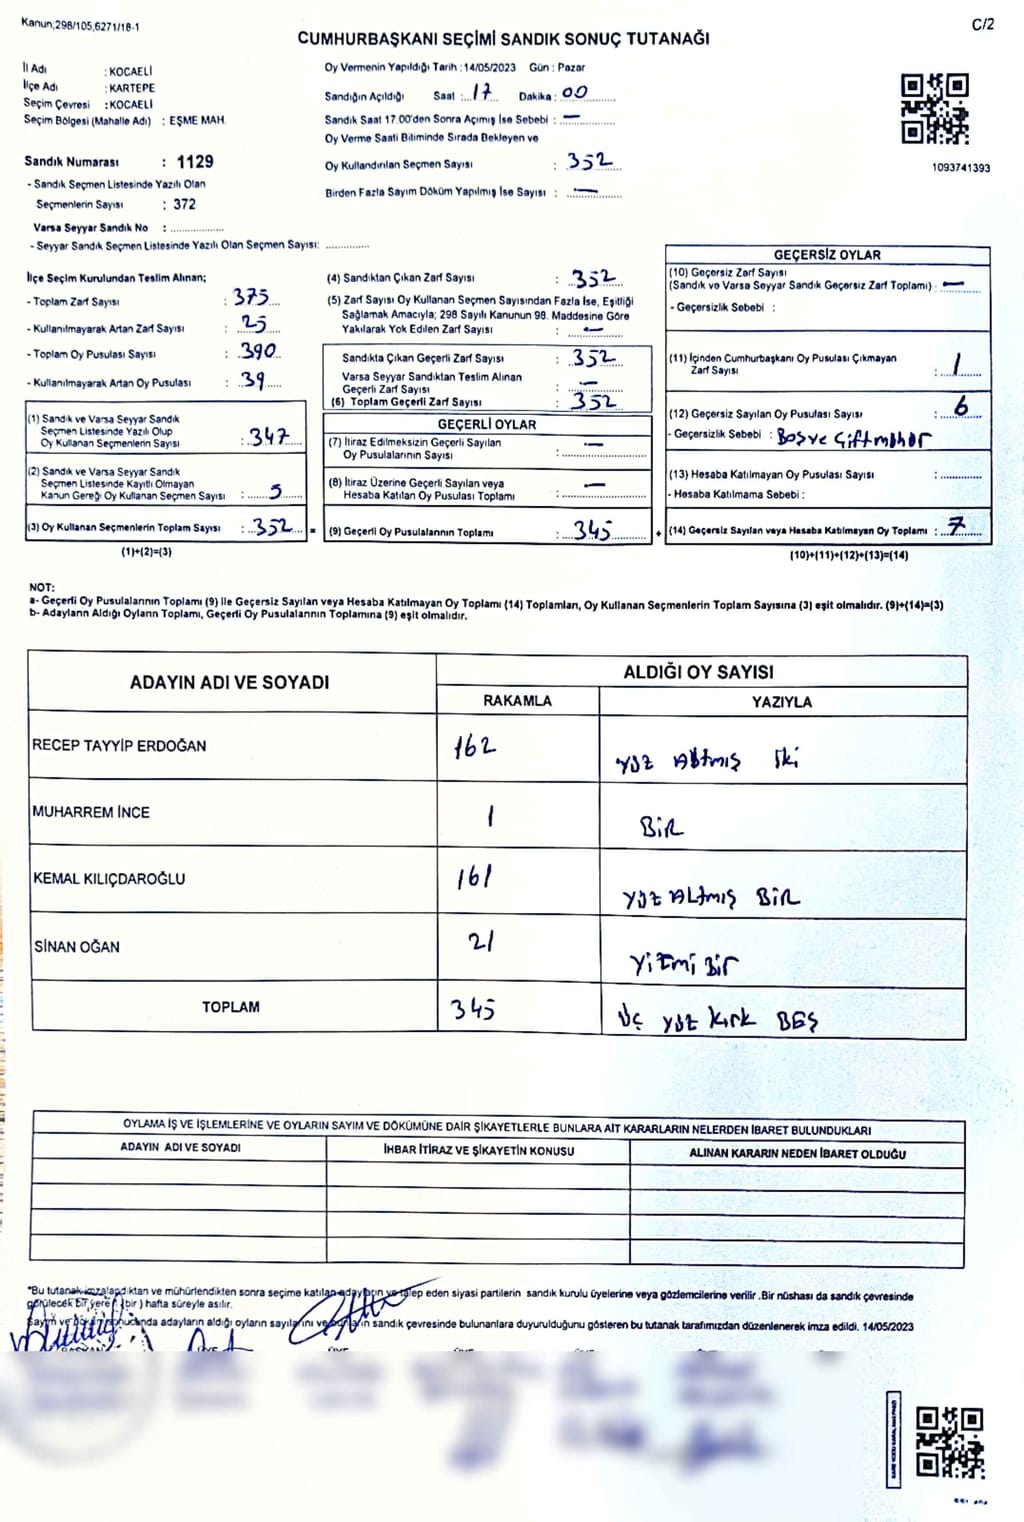 Kanun;298/105,6271/18-1
C/2
CUMHURBAŞKANI SEÇİMİ SANDIK SONUÇ TUTANAĞI
İl Adı : KOCAELİ
İlçe Adı : KARTEPE
Seçim Çevresi : KOCAELİ
Seçim Bölgesi (Mahalle Adı) : EŞME MAH.
Sandık Numarası : 1129
- Sandık Seçmen Listesinde Yazılı Olan
Seçmenlerin Sayısı : 372
Varsa Seyyar Sandık No : ................
- Seyyar Sandık Seçmen Listesinde Yazılı Olan Seçmen Sayısı: .............
Oy Vermenin Yapıldığı Tarih : 14/05/2023 Gün : Pazar
Sandığın Açıldığı Saat : 17 Dakika : 00
Sandık Saat 17.00'den Sonra Açımış İse Sebebi : —
Oy Verme Saati Bitiminde Sırada Bekleyen ve
Oy Kullandırılan Seçmen Sayısı : 352
Birden Fazla Sayım Döküm Yapılmış İse Sayısı : —
1093741393
İlçe Seçim Kurulundan Teslim Alınan;
- Toplam Zarf Sayısı : 375
- Kullanılmayarak Artan Zarf Sayısı : 25
- Toplam Oy Pusulası Sayısı : 390
- Kullanılmayarak Artan Oy Pusulası : 39
(1) Sandık ve Varsa Seyyar Sandık
Seçmen Listesinde Yazılı Olup
Oy Kullanan Seçmenlerin Sayısı : 347
(2) Sandık ve Varsa Seyyar Sandık
Seçmen Listesinde Kayıtlı Olmayan
Kanun Gereği Oy Kullanan Seçmen Sayısı : 5
(3) Oy Kullanan Seçmenlerin Toplam Sayısı : 352 =
(1)+(2)=(3)
(4) Sandıktan Çıkan Zarf Sayısı : 352
(5) Zarf Sayısı Oy Kullanan Seçmen Sayısından Fazla İse, Eşitliği
Sağlamak Amacıyla; 298 Sayılı Kanunun 98. Maddesine Göre
Yakılarak Yok Edilen Zarf Sayısı : —
Sandıkta Çıkan Geçerli Zarf Sayısı : 352
Varsa Seyyar Sandıktan Teslim Alınan
Geçerli Zarf Sayısı : —
(6) Toplam Geçerli Zarf Sayısı : 352
GEÇERLİ OYLAR
(7) İtiraz Edilmeksizin Geçerli Sayılan
Oy Pusulalarının Sayısı : —
(8) İtiraz Üzerine Geçerli Sayılan veya
Hesaba Katılan Oy Pusulası Toplamı : —
(9) Geçerli Oy Pusulalarının Toplamı : 345 +
GEÇERSİZ OYLAR
(10) Geçersiz Zarf Sayısı
(Sandık ve Varsa Seyyar Sandık Geçersiz Zarf Toplamı) : —
- Geçersizlik Sebebi :
(11) İçinden Cumhurbaşkanı Oy Pusulası Çıkmayan
Zarf Sayısı : 1
(12) Geçersiz Sayılan Oy Pusulası Sayısı : 6
- Geçersizlik Sebebi : Boş ve Çift mühür
(13) Hesaba Katılmayan Oy Pusulası Sayısı : ............
- Hesaba Katılmama Sebebi :
(14) Geçersiz Sayılan veya Hesaba Katılmayan Oy Toplamı : 7
(10)+(11)+(12)+(13)=(14)
NOT:
a- Geçerli Oy Pusulalarının Toplamı (9) ile Geçersiz Sayılan veya Hesaba Katılmayan Oy Toplamı (14) Toplamları, Oy Kullanan Seçmenlerin Toplam Sayısına (3) eşit olmalıdır. (9)+(14)=(3)
b- Adayların Aldığı Oyların Toplamı, Geçerli Oy Pusulalarının Toplamına (9) eşit olmalıdır.
ADAYIN ADI VE SOYADI ALDIĞI OY SAYISI
RAKAMLA YAZIYLA
RECEP TAYYİP ERDOĞAN 162 Yüz Altmış İki
MUHARREM İNCE 1 BİR
KEMAL KILIÇDAROĞLU 161 Yüz Altmış BİR
SİNAN OĞAN 21 Yirmi Bir
TOPLAM 345 Üç yüz kırk BEŞ
OYLAMA İŞ VE İŞLEMLERİNE VE OYLARIN SAYIM VE DÖKÜMÜNE DAİR ŞİKAYETLERLE BUNLARA AİT KARARLARIN NELERDEN İBARET BULUNDUKLARI
ADAYIN ADI VE SOYADI İHBAR İTİRAZ VE ŞİKAYETİN KONUSU ALINAN KARARIN NEDEN İBARET OLDUĞU
*Bu tutanak imzalandıktan ve mühürlendikten sonra seçime katılan adayların ve talep eden siyasi partilerin sandık kurulu üyelerine veya gözlemcilerine verilir .Bir nüshası da sandık çevresinde
görülecek bir yere (bir ) hafta süreyle asılır.
Sayım ve döküm sonucunda adayların aldığı oyların sayılarını ve bunların sandık çevresinde bulunanlara duyurulduğunu gösteren bu tutanak tarafımızdan düzenlenerek imza edildi. 14/05/2023